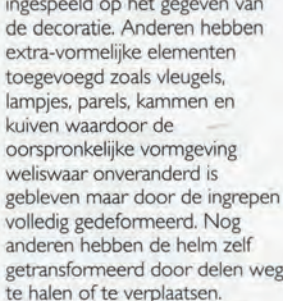 ingespeeld op het gegeven van
de decoratie. Anderen hebben
extra-vormelijke elementen
toegevoegd zoals vleugels,
lampjes, parels, kammen en
kuiven waardoor de
oorspronkelijke vormgeving
weliswaar onveranderd is
gebleven maar door de ingrepen
volledig gedeformeerd. Nog
anderen hebben de helm zelf
getransformeerd door delen weg
te halen of te verplaatsen.